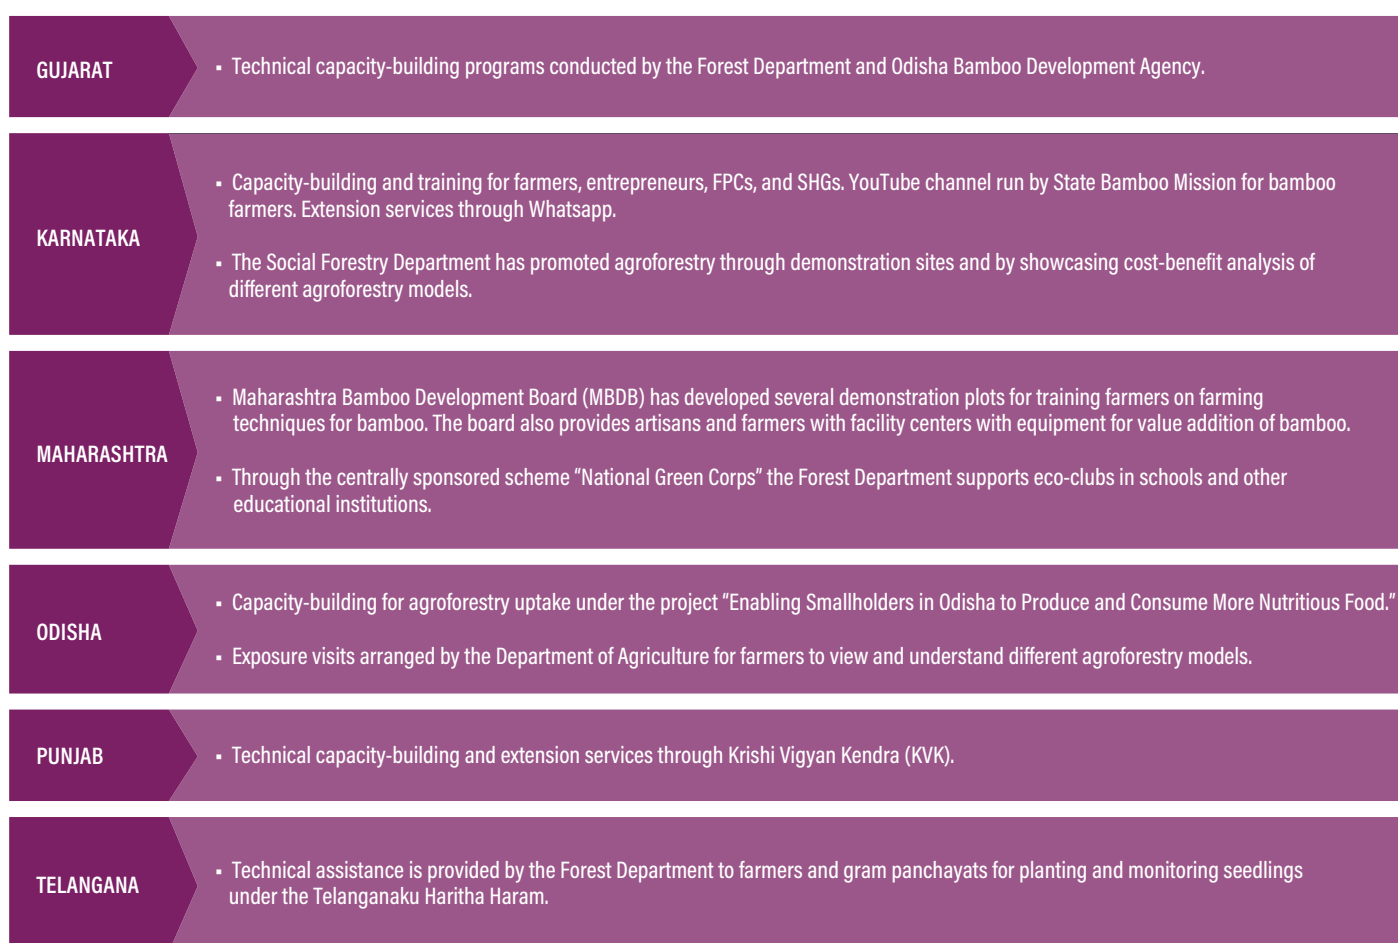 GUJARAT
▪ Technical capacity-building programs conducted by the Forest Department and Odisha Bamboo Development Agency.
KARNATAKA
▪ Capacity-building and training for farmers, entrepreneurs, FPCs, and SHGs. YouTube channel run by State Bamboo Mission for bamboo
farmers. Extension services through Whatsapp.
▪ The Social Forestry Department has promoted agroforestry through demonstration sites and by showcasing cost-benefit analysis of
different agroforestry models.
MAHARASHTRA
▪ Maharashtra Bamboo Development Board (MBDB) has developed several demonstration plots for training farmers on farming
techniques for bamboo. The board also provides artisans and farmers with facility centers with equipment for value addition of bamboo.
▪ Through the centrally sponsored scheme “National Green Corps” the Forest Department supports eco-clubs in schools and other
educational institutions.
ODISHA
▪ Capacity-building for agroforestry uptake under the project “Enabling Smallholders in Odisha to Produce and Consume More Nutritious Food.”
▪ Exposure visits arranged by the Department of Agriculture for farmers to view and understand different agroforestry models.
PUNJAB
▪ Technical capacity-building and extension services through Krishi Vigyan Kendra (KVK).
TELANGANA
▪ Technical assistance is provided by the Forest Department to farmers and gram panchayats for planting and monitoring seedlings
under the Telanganaku Haritha Haram.